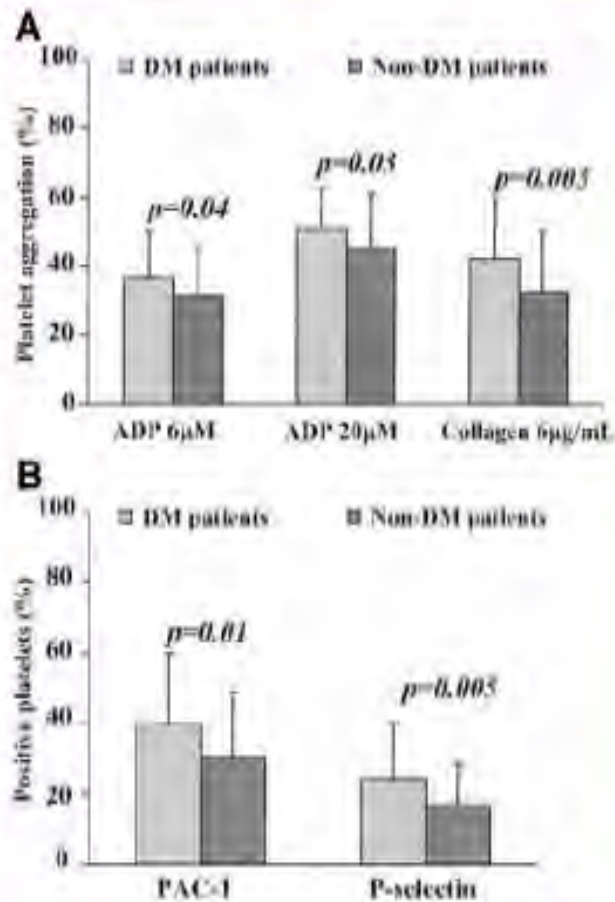 A
Platelet aggregation (%)
100
80
60
40
20
0
DM patients
Non-DM patients
p=0.04
p=0.03
p=0.005
ADP 6µM
ADP 20µM
Collagen 6µg/mL
B
Positive platelets (%)
100
80
60
40
20
0
DM patients
Non-DM patients
p=0.01
p=0.005
PAC-1
P-selectin